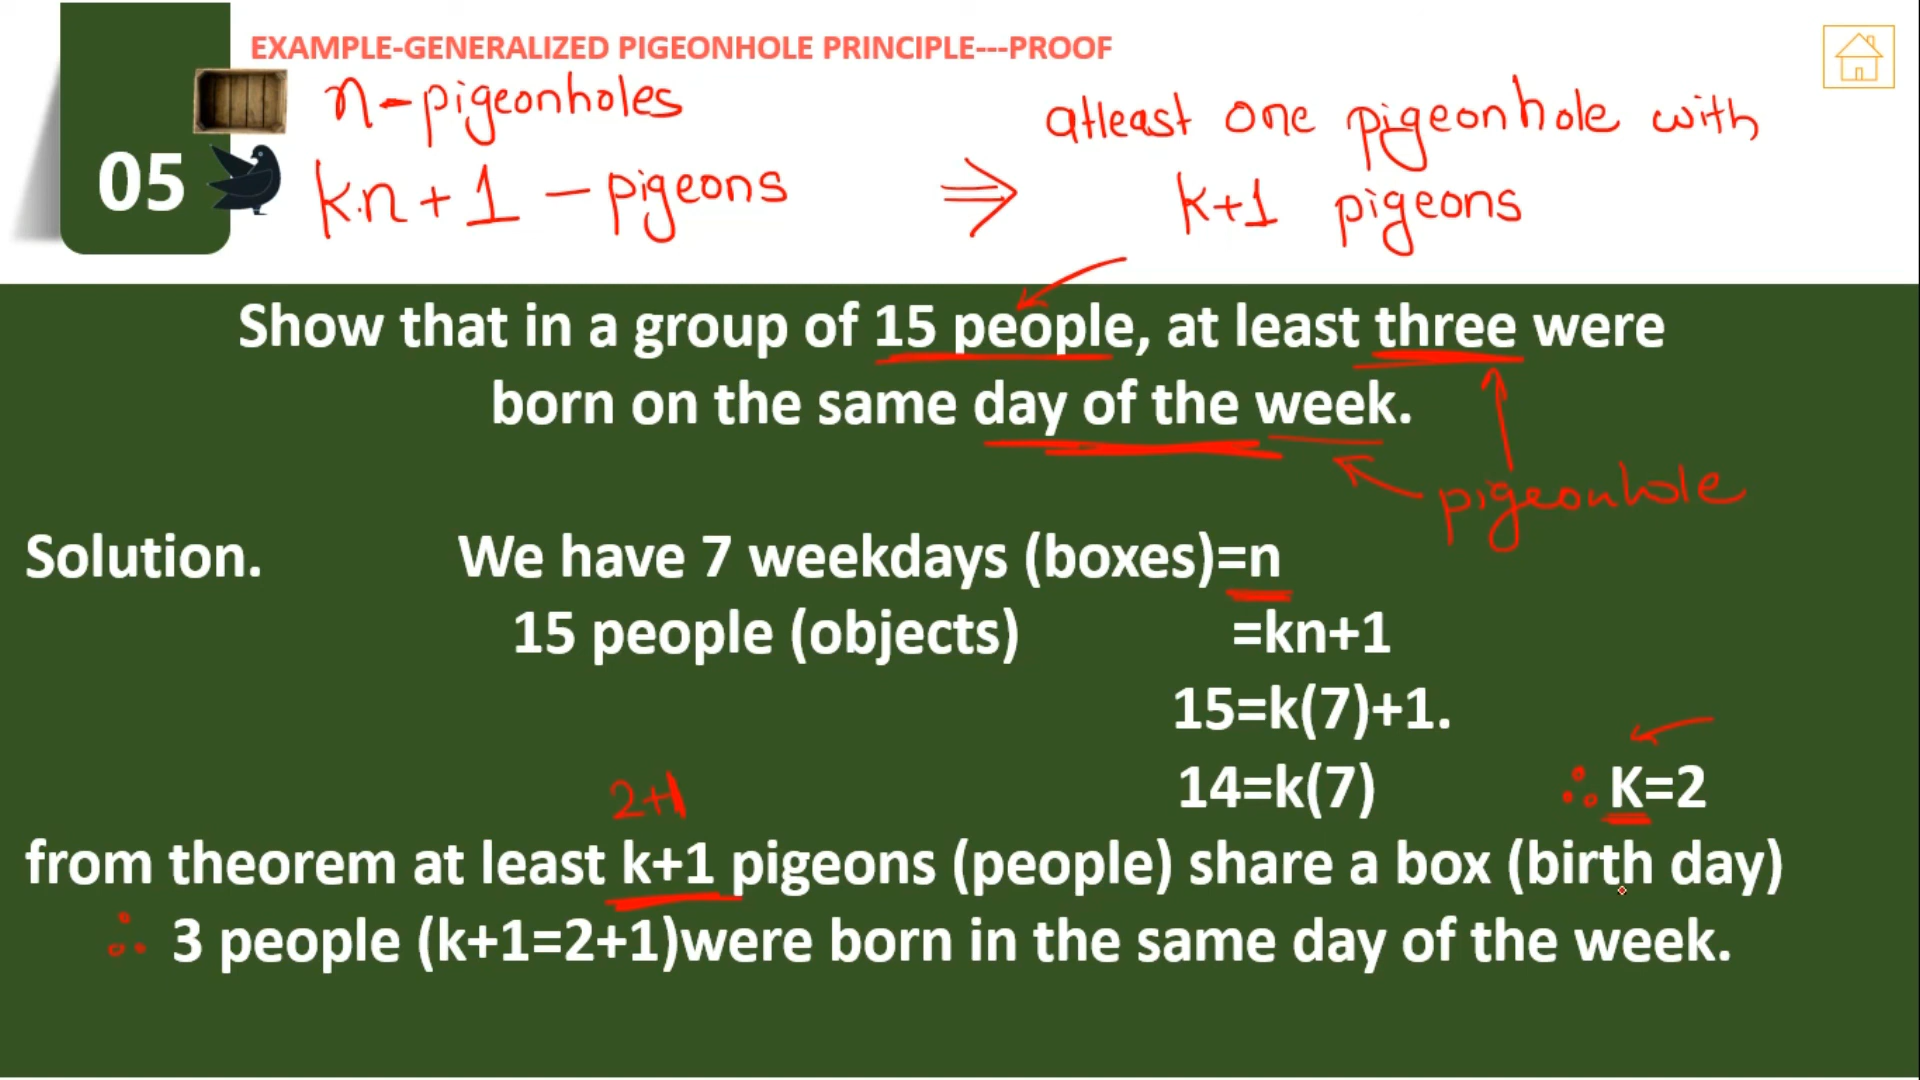 EXAMPLE-GENERALIZED PIGEONHOLE PRINCIPLE---PROOF
05
n-pigeonholes
k.n+1 - pigeons
⇒
atleast one pigeonhole with
k+1 pigeons
Show that in a group of 15 people, at least three were
born on the same day of the week.
pigeonhole
Solution. We have 7 weekdays (boxes)=n
15 people (objects) =kn+1
15=k(7)+1.
14=k(7) ∴ K=2
2+1
from theorem at least k+1 pigeons (people) share a box (birth day)
∴ 3 people (k+1=2+1)were born in the same day of the week.